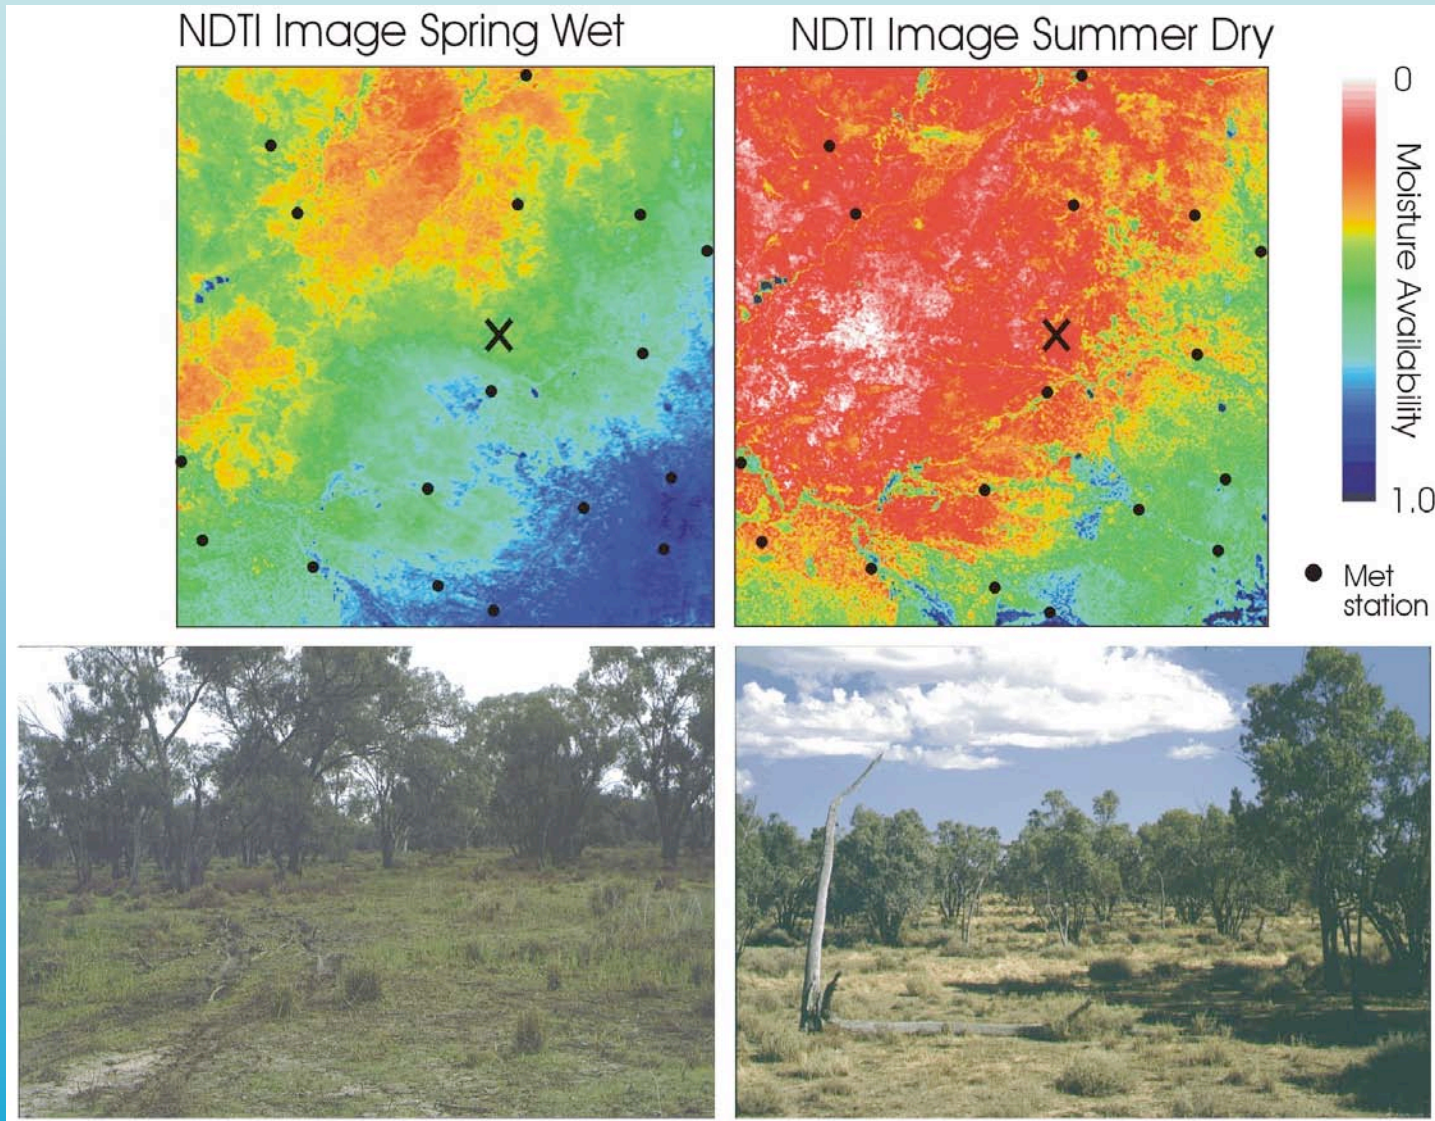 NDTI Image Spring Wet
NDTI Image Summer Dry
0
Moisture Availability
1.0
Met
station